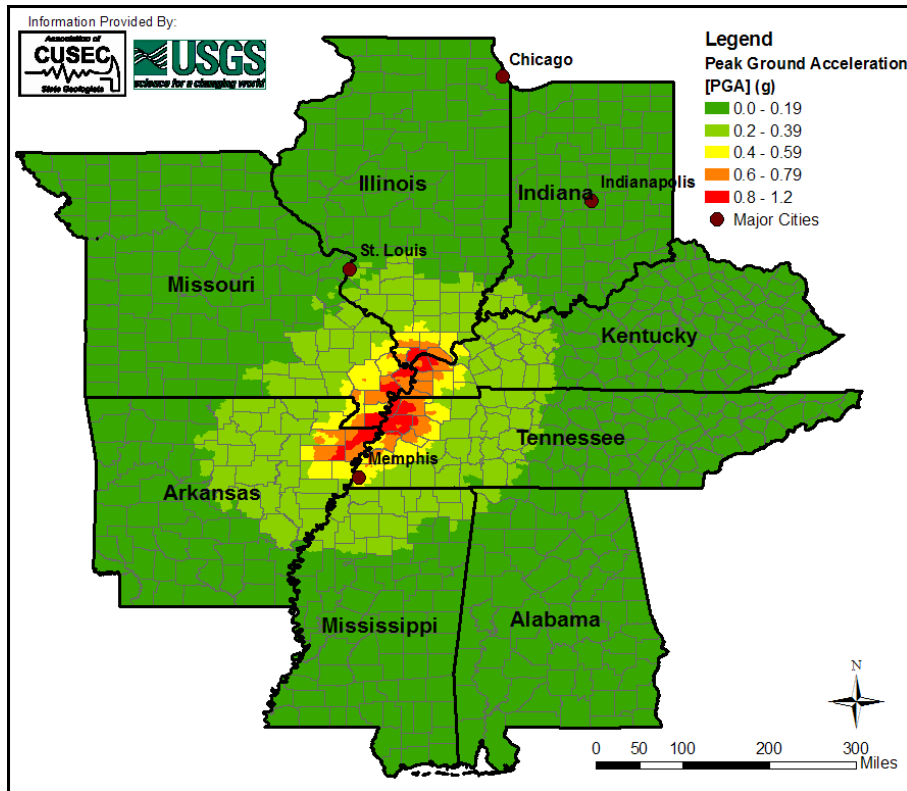 Information Provided By:
Association of
CUSEC
State Geologists
USGS
science for a changing world
Legend
Peak Ground Acceleration
[PGA] (g)
0.0 - 0.19
0.2 - 0.39
0.4 - 0.59
0.6 - 0.79
0.8 - 1.2
Major Cities
Chicago
Illinois
Indiana
Indianapolis
St. Louis
Missouri
Kentucky
Tennessee
Memphis
Arkansas
Mississippi
Alabama
N
0 50 100 200 300
Miles